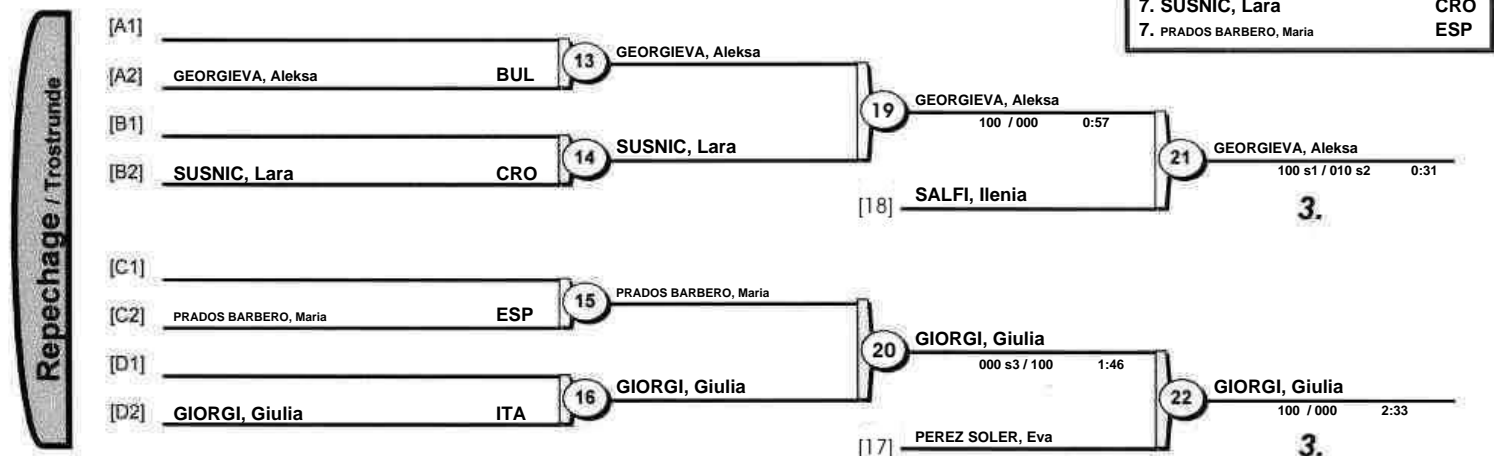 7. SUSNIC, Lara CRO
7. PRADOS BARBERO, Maria ESP
Repechage / Trostrunde
[A1]
[A2] GEORGIEVA, Aleksa BUL
13 GEORGIEVA, Aleksa
[B1]
[B2] SUSNIC, Lara CRO
14 SUSNIC, Lara
19 GEORGIEVA, Aleksa
100 / 000 0:57
[18] SALFI, Ilenia
21 GEORGIEVA, Aleksa
100 s1 / 010 s2 0:31
3.
[C1]
[C2] PRADOS BARBERO, Maria ESP
15 PRADOS BARBERO, Maria
[D1]
[D2] GIORGI, Giulia ITA
16 GIORGI, Giulia
20 GIORGI, Giulia
000 s3 / 100 1:46
[17] PEREZ SOLER, Eva
22 GIORGI, Giulia
100 / 000 2:33
3.